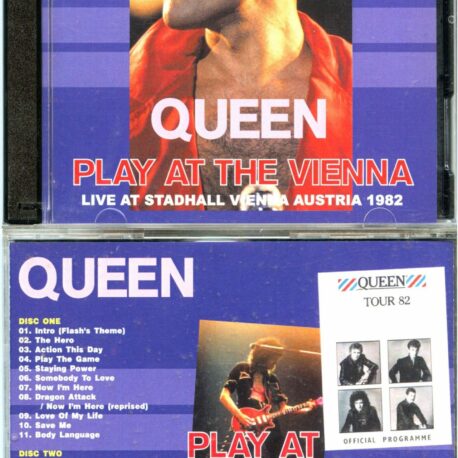 QUEEN
PLAY AT THE VIENNA
LIVE AT STADHALL VIENNA AUSTRIA 1982
QUEEN
DISC ONE
01. Intro (Flash's Theme)
02. The Hero
03. Action This Day
04. Play The Game
05. Staying Power
06. Somebody To Love
07. Now I'm Here
08. Dragon Attack
/ Now I'm Here (reprised)
09. Love Of My Life
10. Save Me
11. Body Language
DISC TWO
QUEEN
TOUR 82
OFFICIAL PROGRAMME
PLAY AT